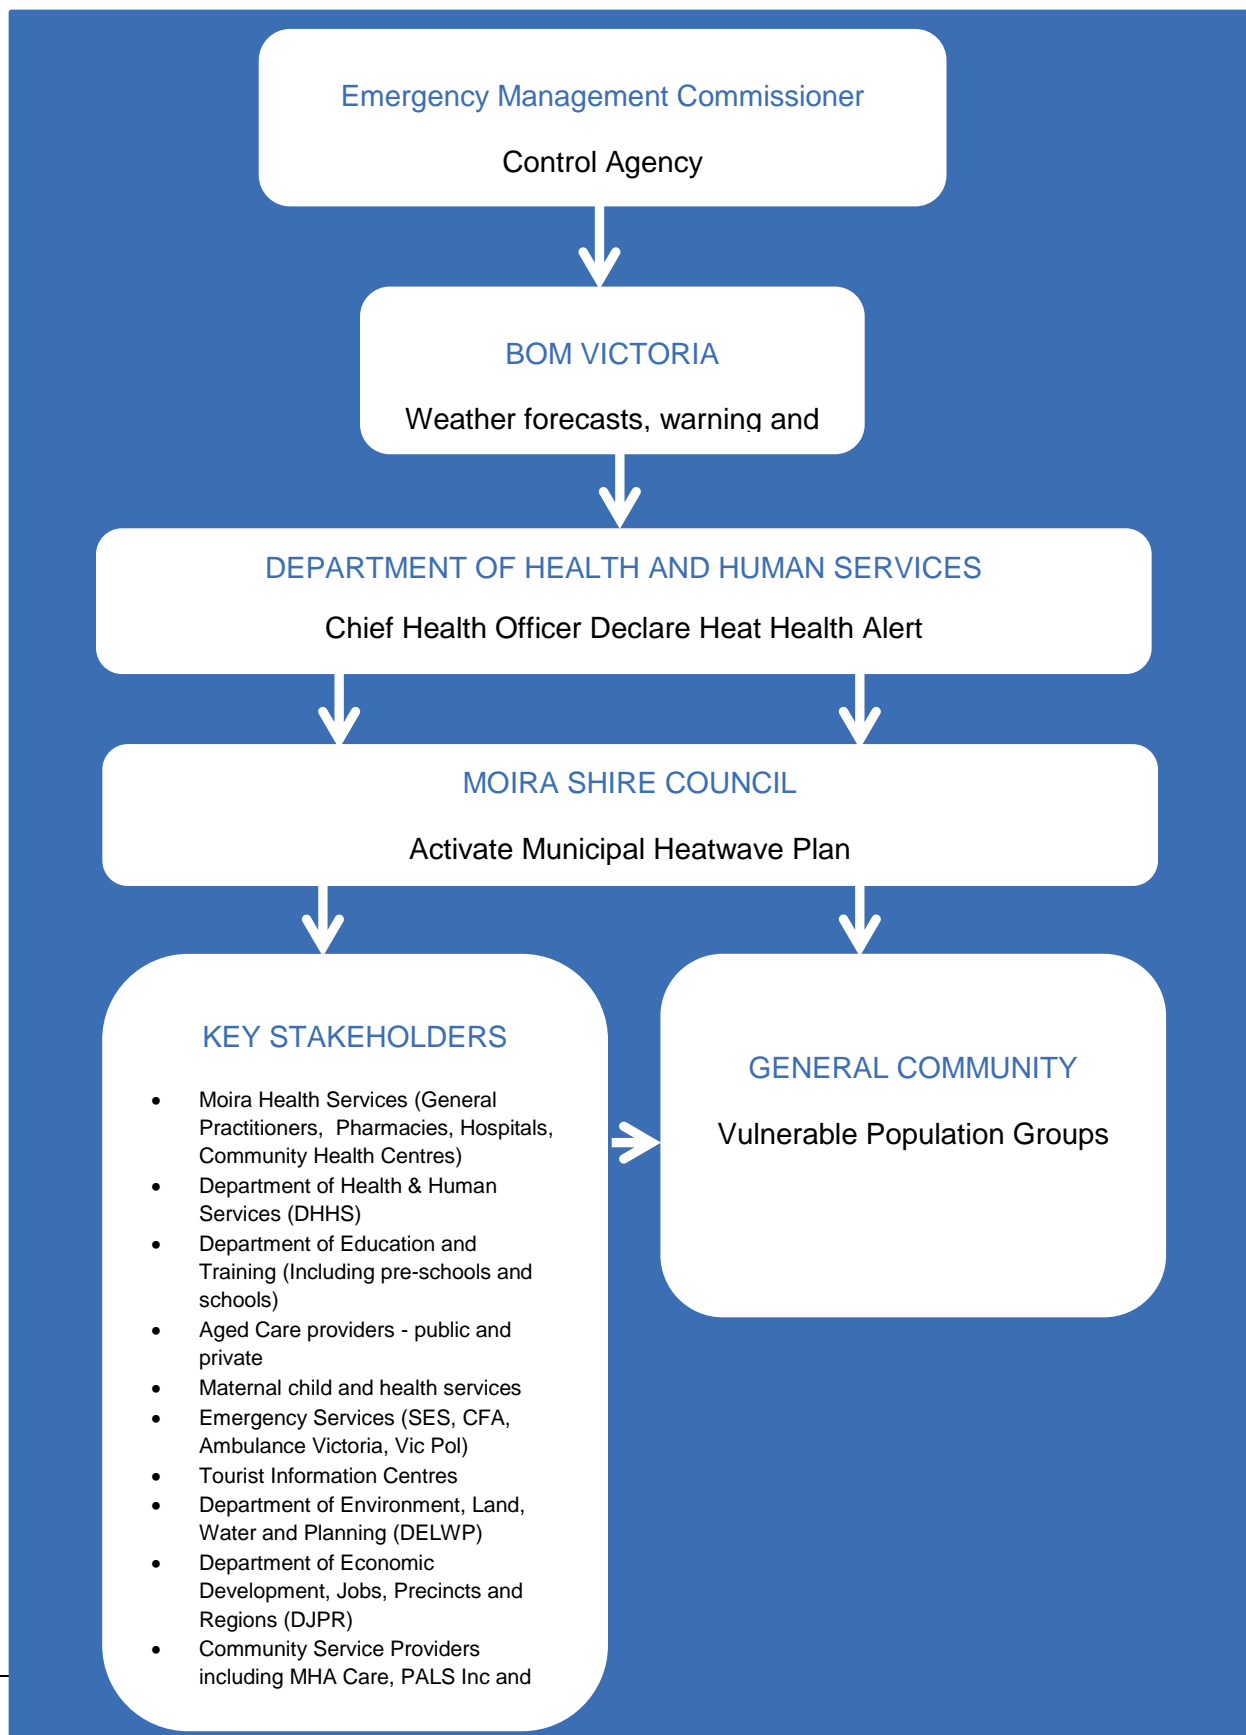 Emergency Management Commissioner
Control Agency
BOM VICTORIA
Weather forecasts, warning and
DEPARTMENT OF HEALTH AND HUMAN SERVICES
Chief Health Officer Declare Heat Health Alert
MOIRA SHIRE COUNCIL
Activate Municipal Heatwave Plan
KEY STAKEHOLDERS
• Moira Health Services (General
Practitioners, Pharmacies, Hospitals,
Community Health Centres)
• Department of Health & Human
Services (DHHS)
• Department of Education and
Training (Including pre-schools and
schools)
• Aged Care providers - public and
private
• Maternal child and health services
• Emergency Services (SES, CFA,
Ambulance Victoria, Vic Pol)
• Tourist Information Centres
• Department of Environment, Land,
Water and Planning (DELWP)
• Department of Economic
Development, Jobs, Precincts and
Regions (DJPR)
• Community Service Providers
including MHA Care, PALS Inc and
GENERAL COMMUNITY
Vulnerable Population Groups